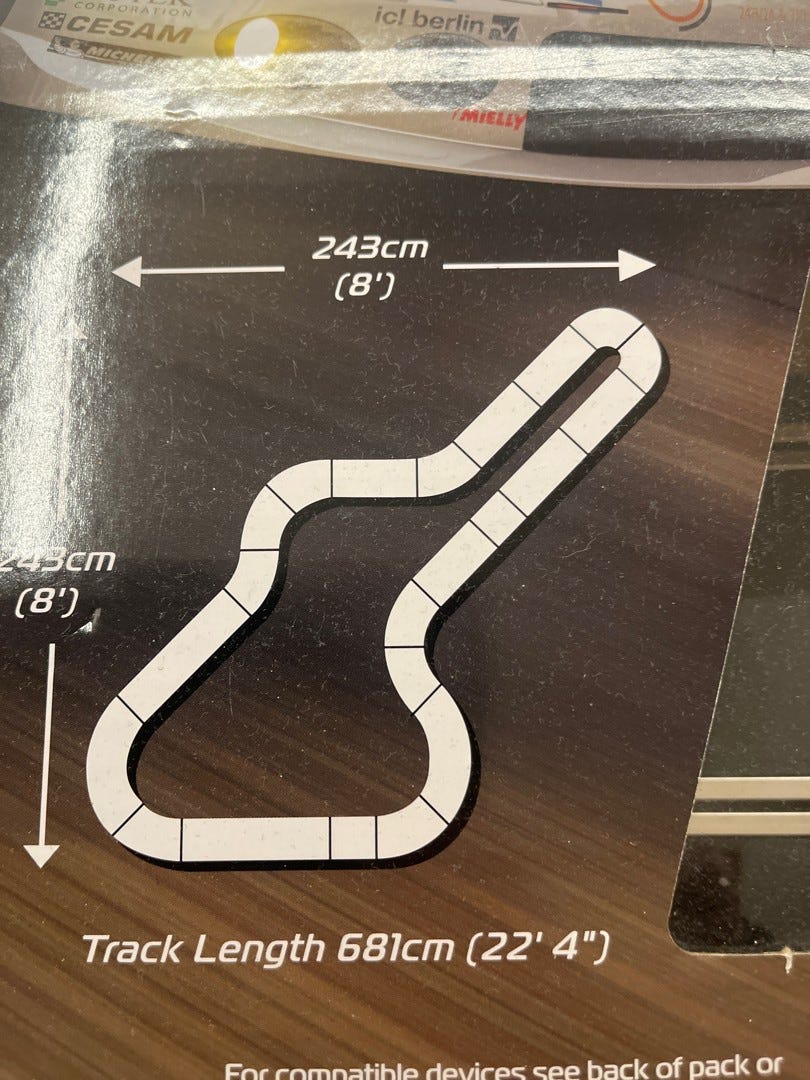 CORPORATION
CESAM
ic! berlin
MIELLY
243cm
(8')
243cm
(8')
Track Length 681cm (22' 4")
For compatible devices see back of pack or